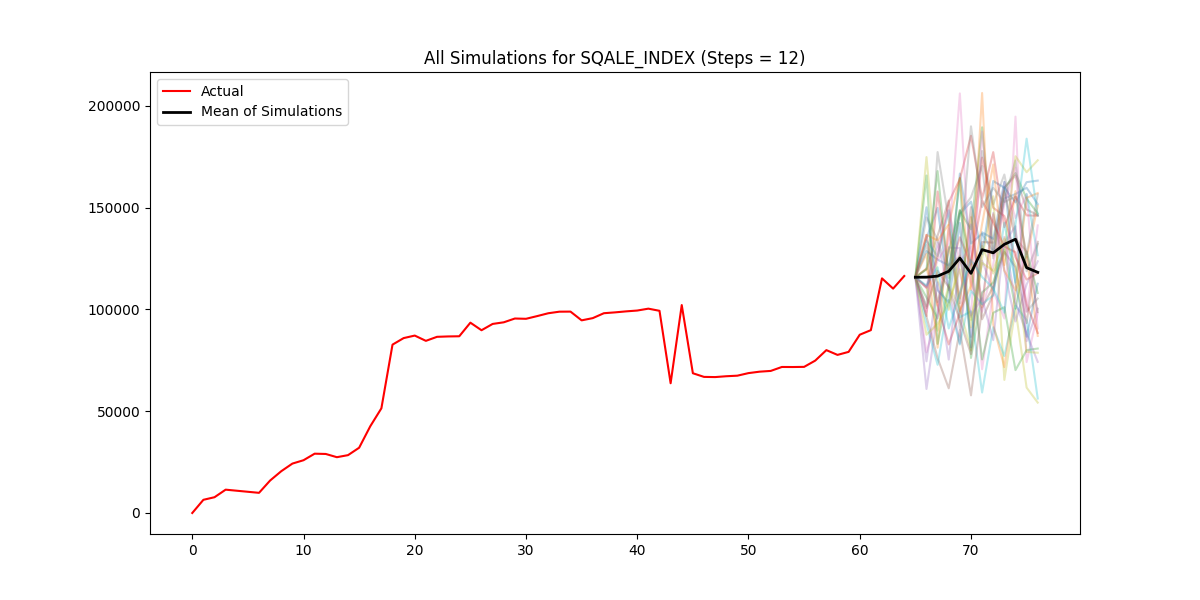 All Simulations for SQALE_INDEX (Steps = 12)
Actual
Mean of Simulations
200000
150000
100000
50000
0
0 10 20 30 40 50 60 70